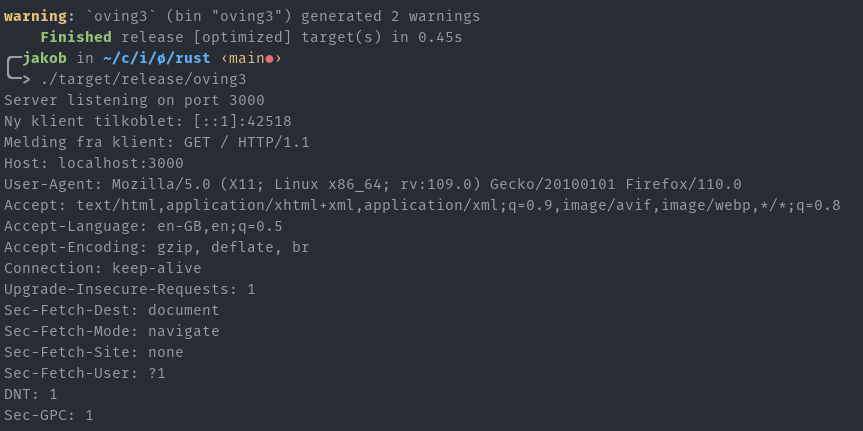 warning: `oving3` (bin "oving3") generated 2 warnings
Finished release [optimized] target(s) in 0.45s
jakob in ~/c/i/ø/rust ‹main●›
> ./target/release/oving3
Server listening on port 3000
Ny klient tilkoblet: [::1]:42518
Melding fra klient: GET / HTTP/1.1
Host: localhost:3000
User-Agent: Mozilla/5.0 (X11; Linux x86_64; rv:109.0) Gecko/20100101 Firefox/110.0
Accept: text/html,application/xhtml+xml,application/xml;q=0.9,image/avif,image/webp,*/*;q=0.8
Accept-Language: en-GB,en;q=0.5
Accept-Encoding: gzip, deflate, br
Connection: keep-alive
Upgrade-Insecure-Requests: 1
Sec-Fetch-Dest: document
Sec-Fetch-Mode: navigate
Sec-Fetch-Site: none
Sec-Fetch-User: ?1
DNT: 1
Sec-GPC: 1